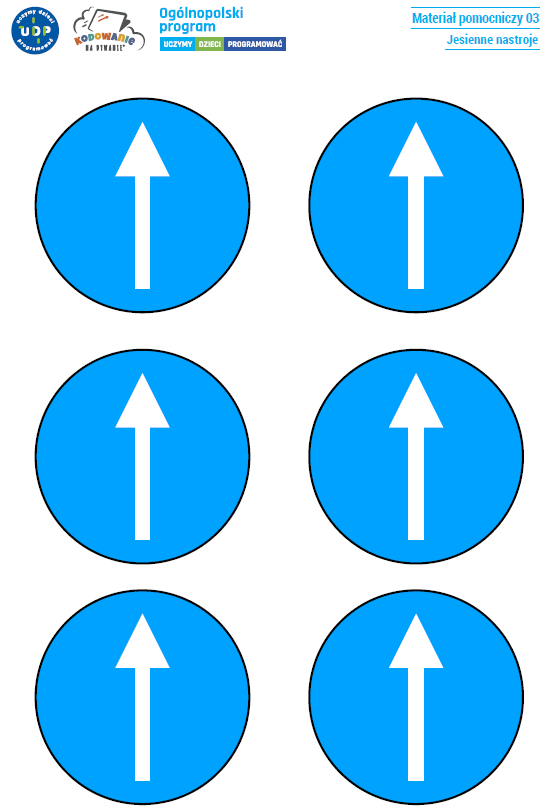 uczymy dzieci
UDP
programować
KODOWANIE
NA DYWANIE
Ogólnopolski
program
UCZYMY DZIECI PROGRAMOWAĆ
Materiał pomocniczy 03
Jesienne nastroje